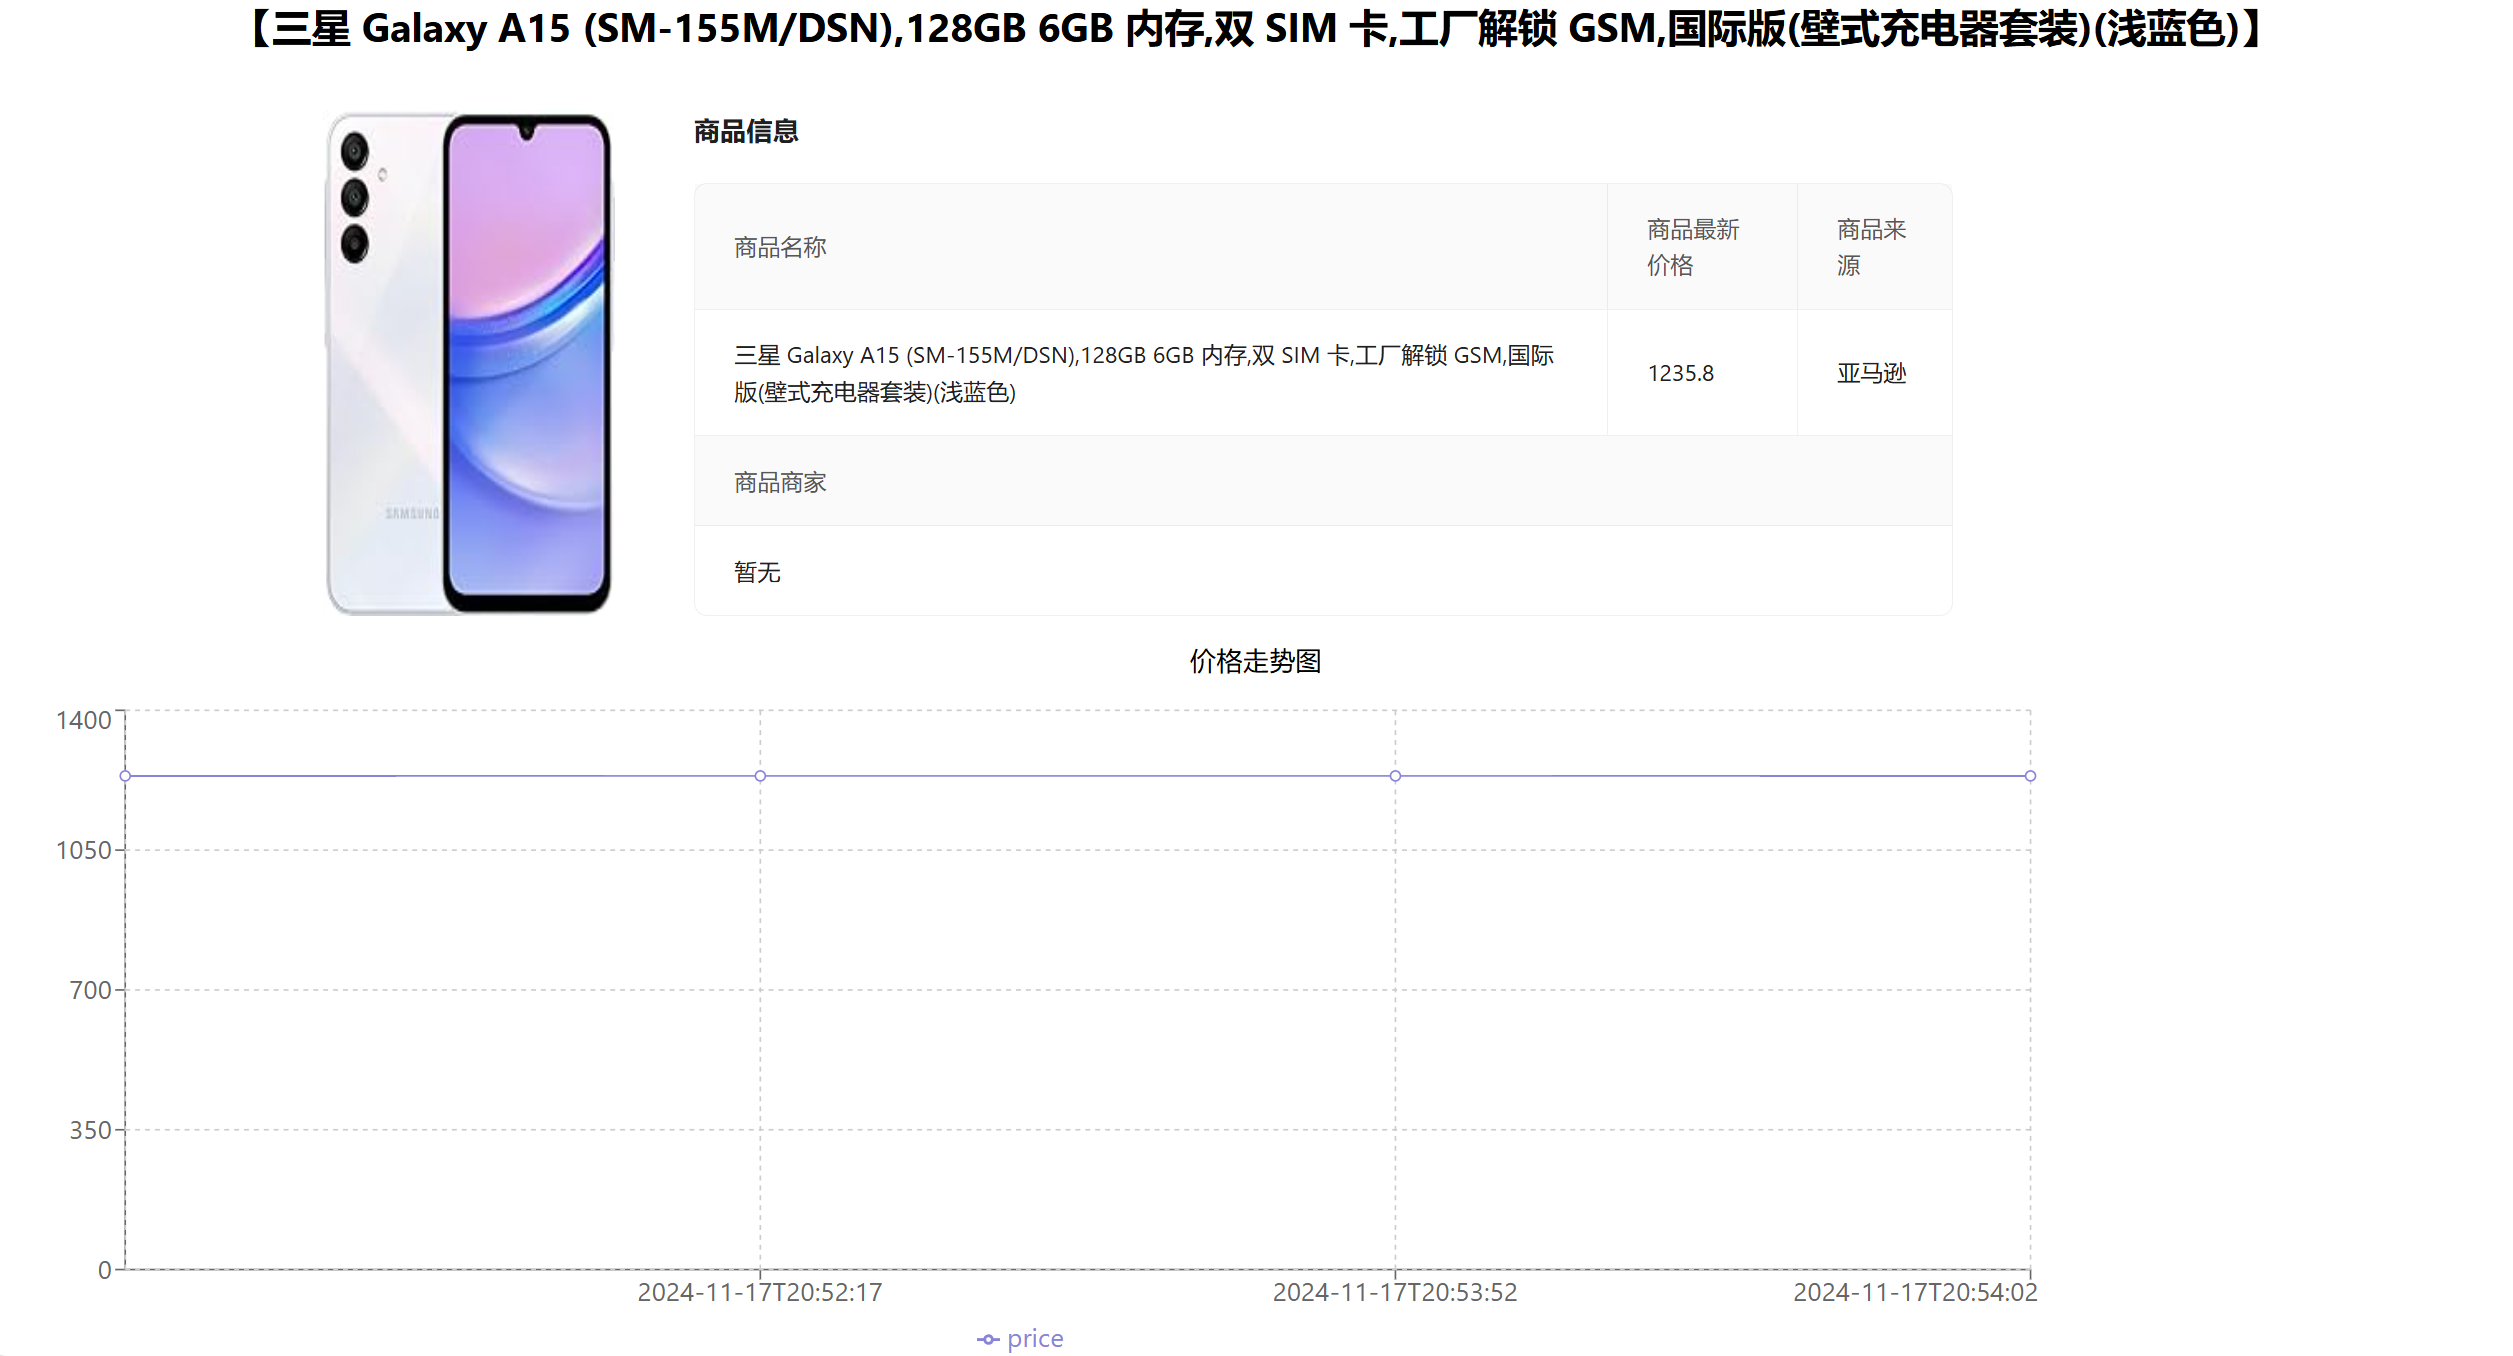 【三星 Galaxy A15 (SM-155M/DSN),128GB 6GB 内存,双 SIM 卡,工厂解锁 GSM,国际版(壁式充电器套装)(浅蓝色)】
SAMSUNG
商品信息
商品名称
商品最新
价格
商品来
源
三星 Galaxy A15 (SM-155M/DSN),128GB 6GB 内存,双 SIM 卡,工厂解锁 GSM,国际
版(壁式充电器套装)(浅蓝色)
1235.8
亚马逊
商品商家
暂无
价格走势图
1400
1050
700
350
0
2024-11-17T20:52:17
2024-11-17T20:53:52
2024-11-17T20:54:02
price